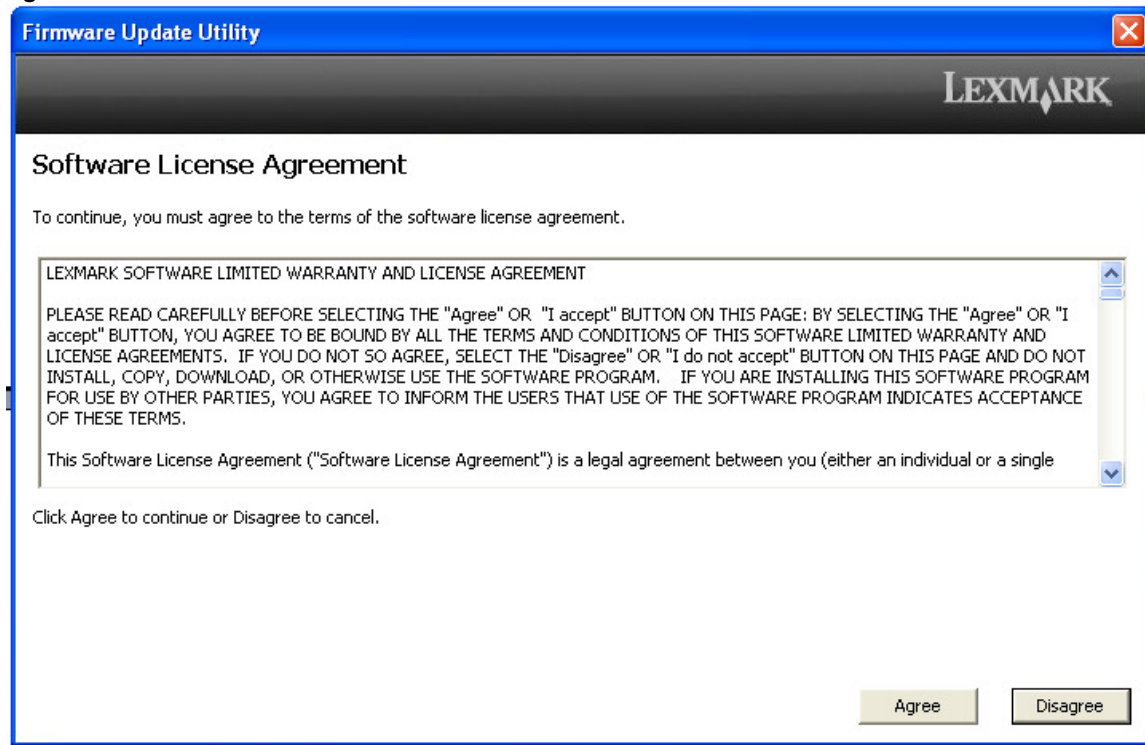 Firmware Update Utility
LEXMARK
Software License Agreement
To continue, you must agree to the terms of the software license agreement.
LEXMARK SOFTWARE LIMITED WARRANTY AND LICENSE AGREEMENT
PLEASE READ CAREFULLY BEFORE SELECTING THE "Agree" OR  "I accept" BUTTON ON THIS PAGE: BY SELECTING THE "Agree" OR "I
accept" BUTTON, YOU AGREE TO BE BOUND BY ALL THE TERMS AND CONDITIONS OF THIS SOFTWARE LIMITED WARRANTY AND
LICENSE AGREEMENTS.  IF YOU DO NOT SO AGREE, SELECT THE "Disagree" OR "I do not accept" BUTTON ON THIS PAGE AND DO NOT
INSTALL, COPY, DOWNLOAD, OR OTHERWISE USE THE SOFTWARE PROGRAM.    IF YOU ARE INSTALLING THIS SOFTWARE PROGRAM
FOR USE BY OTHER PARTIES, YOU AGREE TO INFORM THE USERS THAT USE OF THE SOFTWARE PROGRAM INDICATES ACCEPTANCE
OF THESE TERMS.
This Software License Agreement ("Software License Agreement") is a legal agreement between you (either an individual or a single
Click Agree to continue or Disagree to cancel.
Agree Disagree